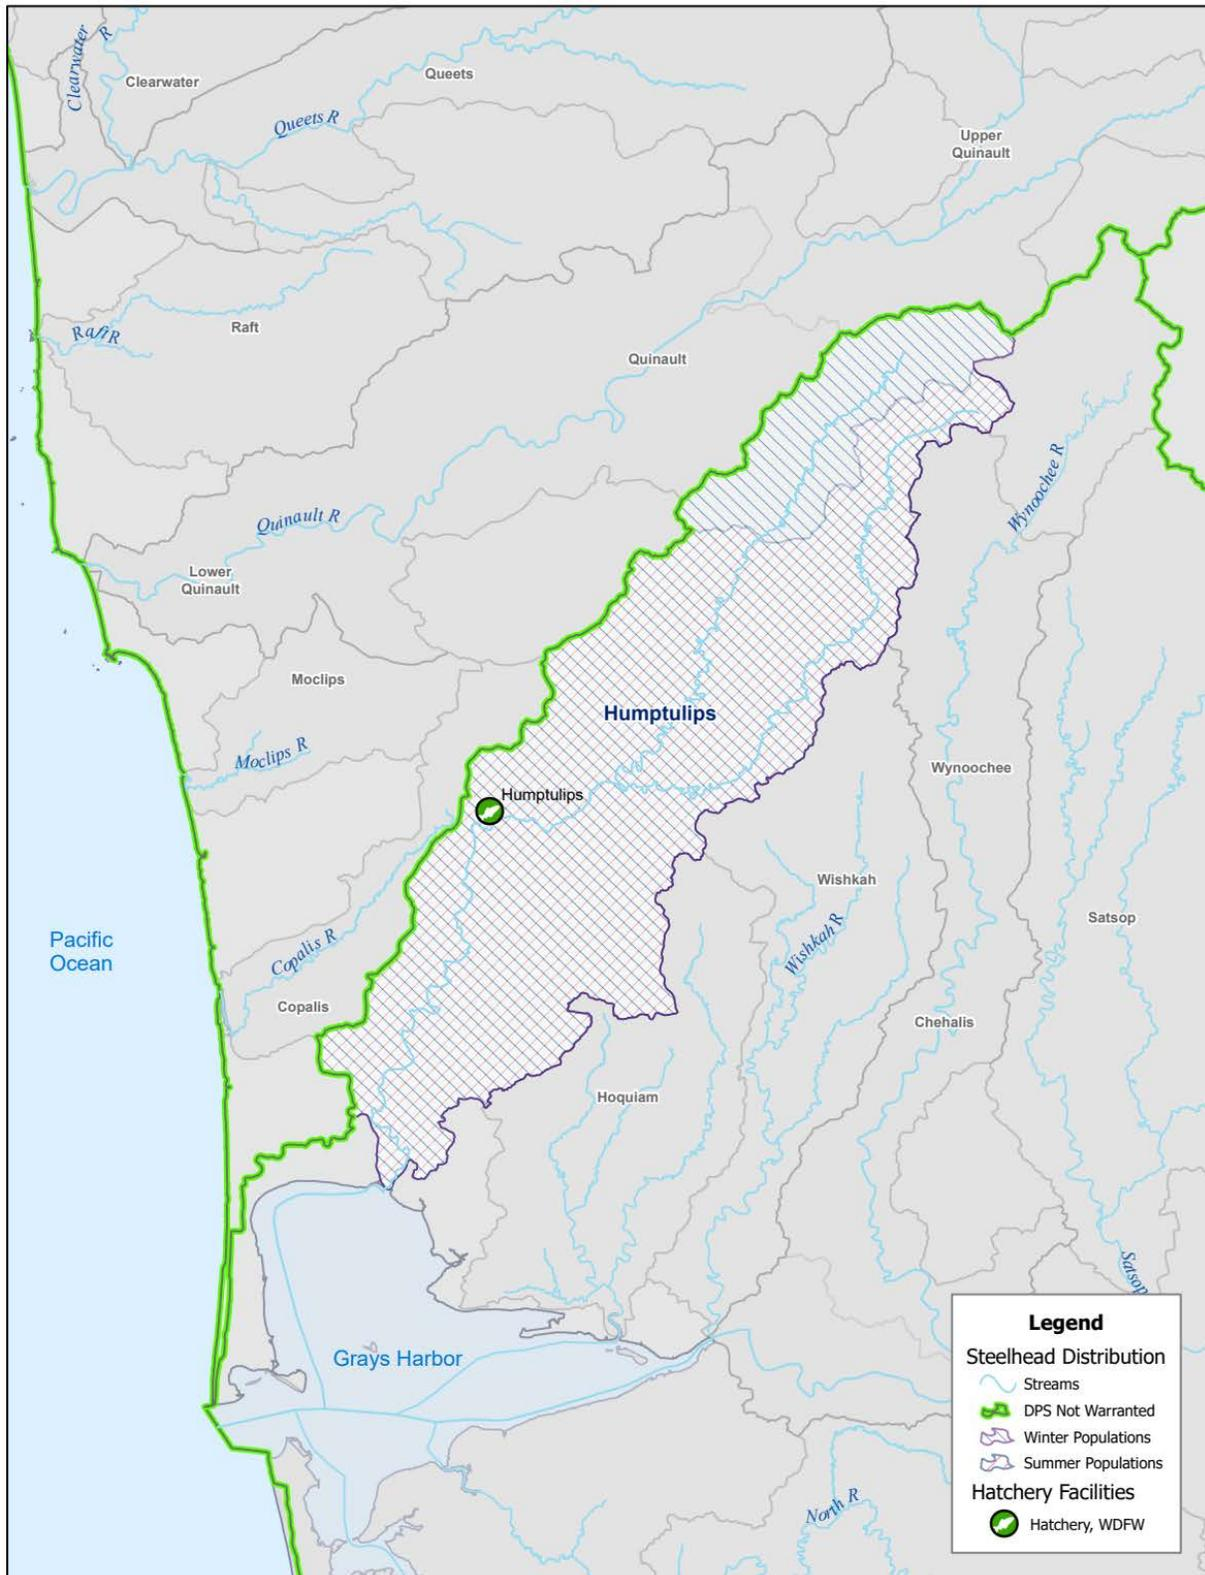 Clearwater
R
Clearwater
Queets
Queets R
Upper
Quinault
Raft R
Raft
Quinault
Wynoochee R
Quinault R
Lower
Quinault
Moclips
Humptulips
Moclips R
Wynoochee
Humptulips
Wishkah
Satsop
Pacific
Ocean
Copalis R
Wishkah R
Copalis
Chehalis
Hoquiam
Satsop
Grays Harbor
North R
Legend
Steelhead Distribution
Streams
DPS Not Warranted
Winter Populations
Summer Populations
Hatchery Facilities
Hatchery, WDFW